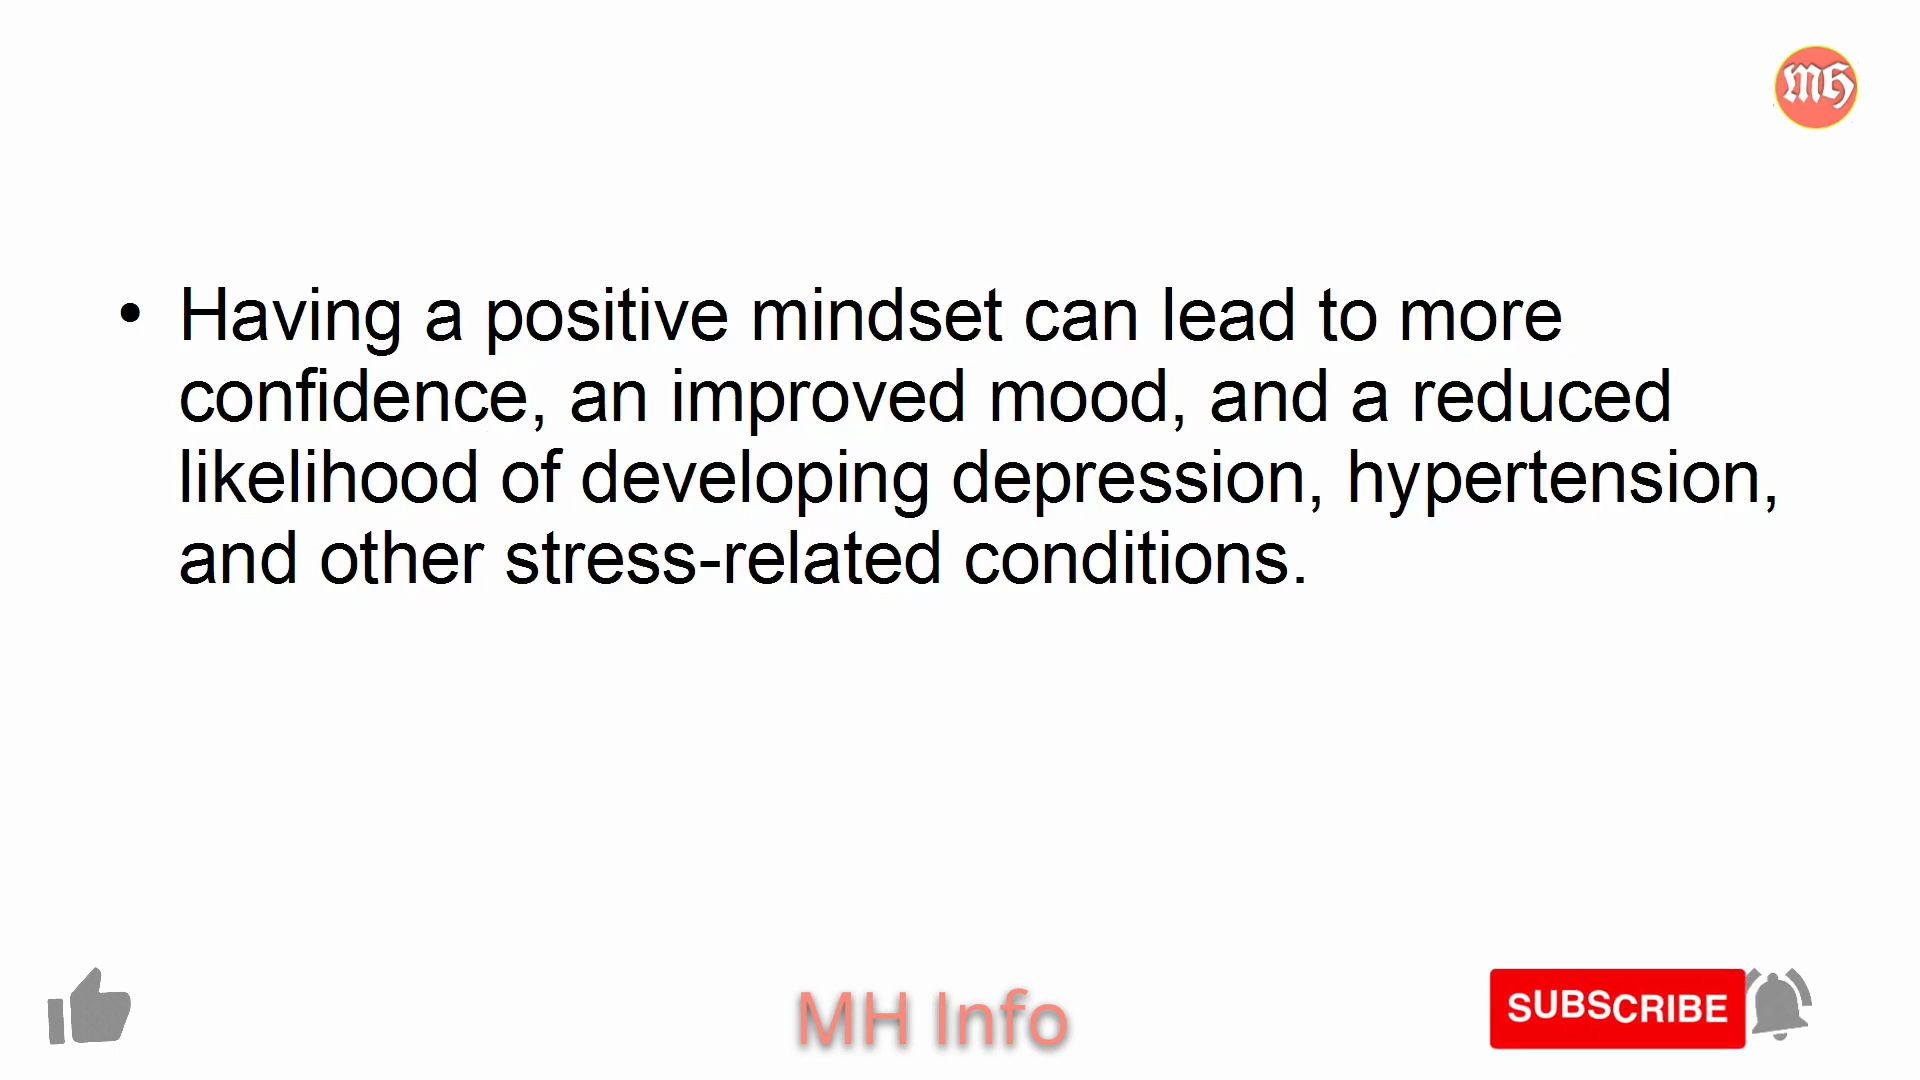 MH
• Having a positive mindset can lead to more
confidence, an improved mood, and a reduced
likelihood of developing depression, hypertension,
and other stress-related conditions.
MH Info
SUBSCRIBE